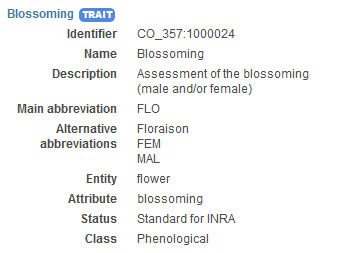 Blossoming TRAIT
Identifier CO_357:1000024
Name Blossoming
Description Assessment of the blossoming
(male and/or female)
Main abbreviation FLO
Alternative Floraison
abbreviations FEM
MAL
Entity flower
Attribute blossoming
Status Standard for INRA
Class Phenological